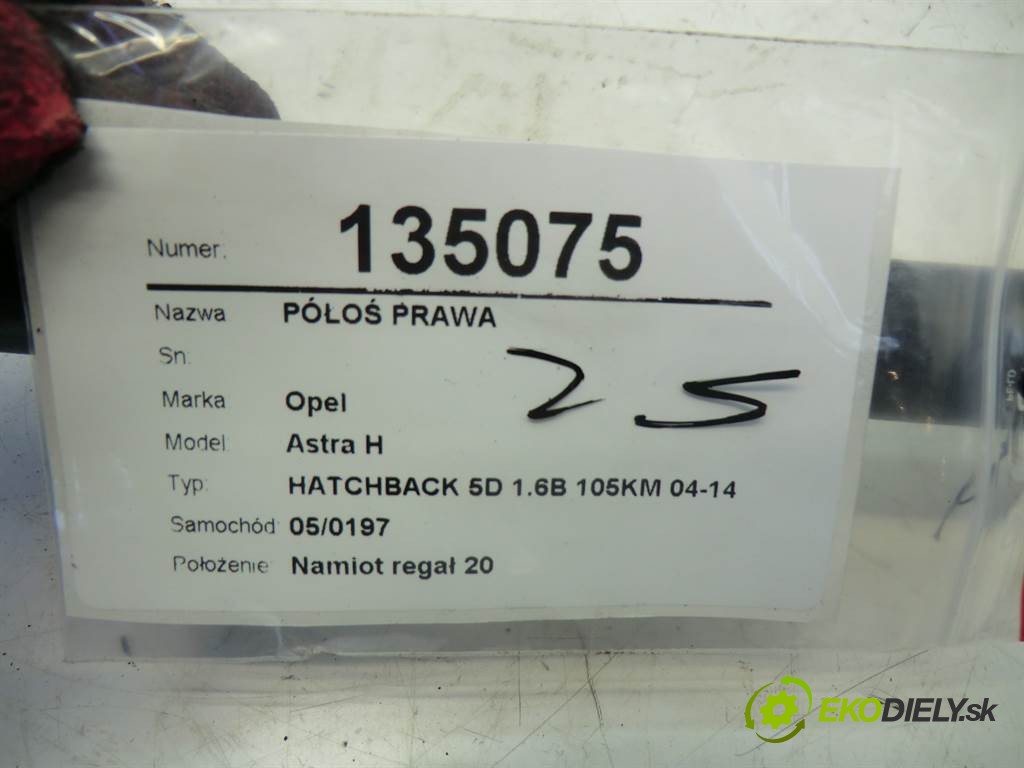 Numer: 135075
Nazwa PÓŁOŚ PRAWA
Sn:
25
Marka Opel
Model: Astra H
Typ: HATCHBACK 5D 1.6B 105KM 04-14
Samochód: 05/0197
Położenie: Namiot regał 20
EKODIELY.sk